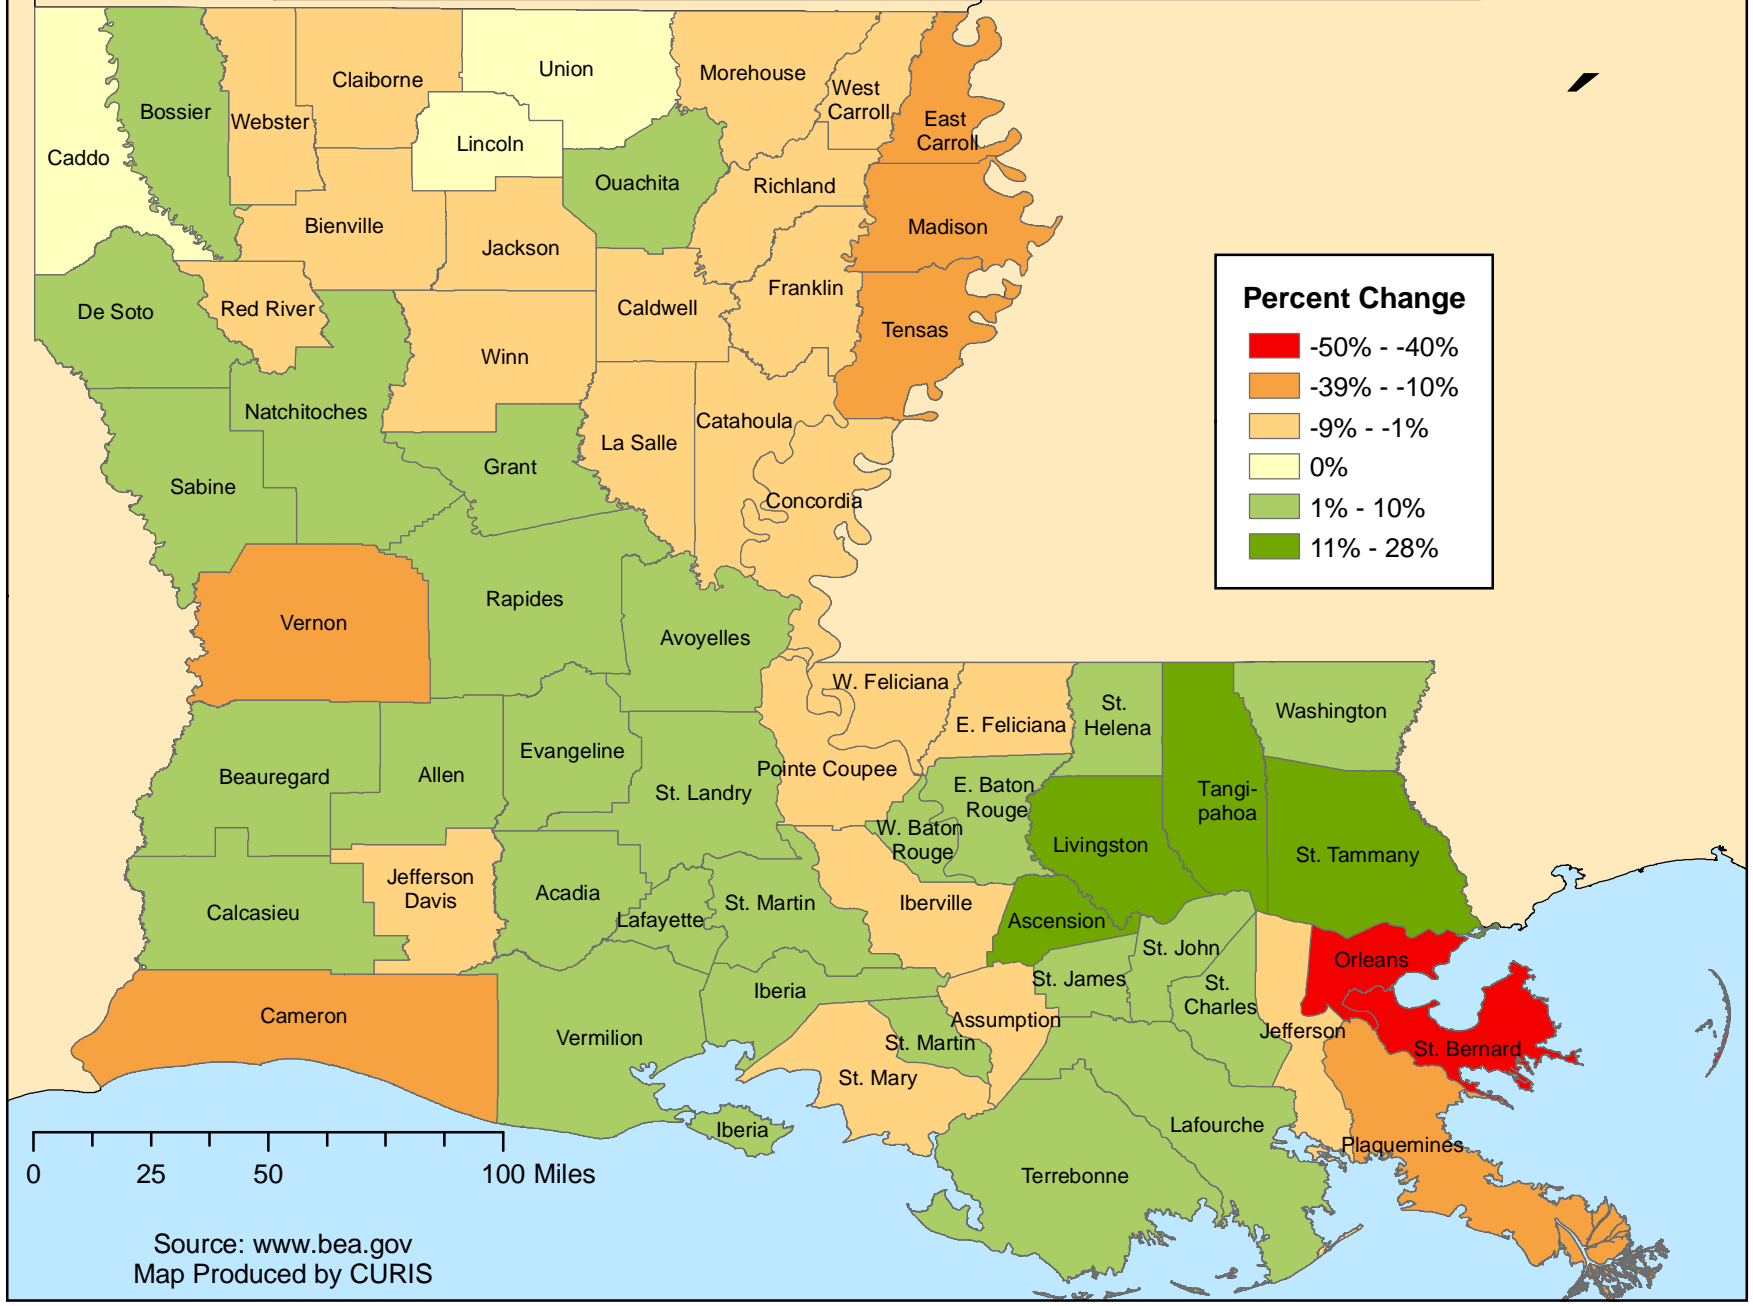 Union
Morehouse
Claiborne
West
Carroll
Bossier
Webster
East
Carroll
Lincoln
Caddo
Ouachita
Richland
Bienville
Madison
Jackson
Franklin
Percent Change
Red River
Caldwell
De Soto
Tensas
-50% - -40%
Winn
-39% - -10%
Natchitoches
Catahoula
-9% - -1%
La Salle
Grant
0%
Sabine
Concordia
1% - 10%
11% - 28%
Rapides
Vernon
Avoyelles
W. Feliciana
St.
Helena
Washington
E. Feliciana
Evangeline
Beauregard
Allen
Pointe Coupee
St. Landry
E. Baton
Rouge
Tangi-
pahoa
W. Baton
Rouge
Livingston
St. Tammany
Jefferson
Davis
Acadia
St. Martin
Iberville
Calcasieu
Lafayette
Ascension
St. John
Orleans
St. James
Iberia
St.
Charles
Cameron
Assumption
Jefferson
Vermilion
St. Martin
St. Bernard
St. Mary
Lafourche
Iberia
Plaquemines
Terrebonne
0 25 50 100 Miles
Source: www.bea.gov
Map Produced by CURIS